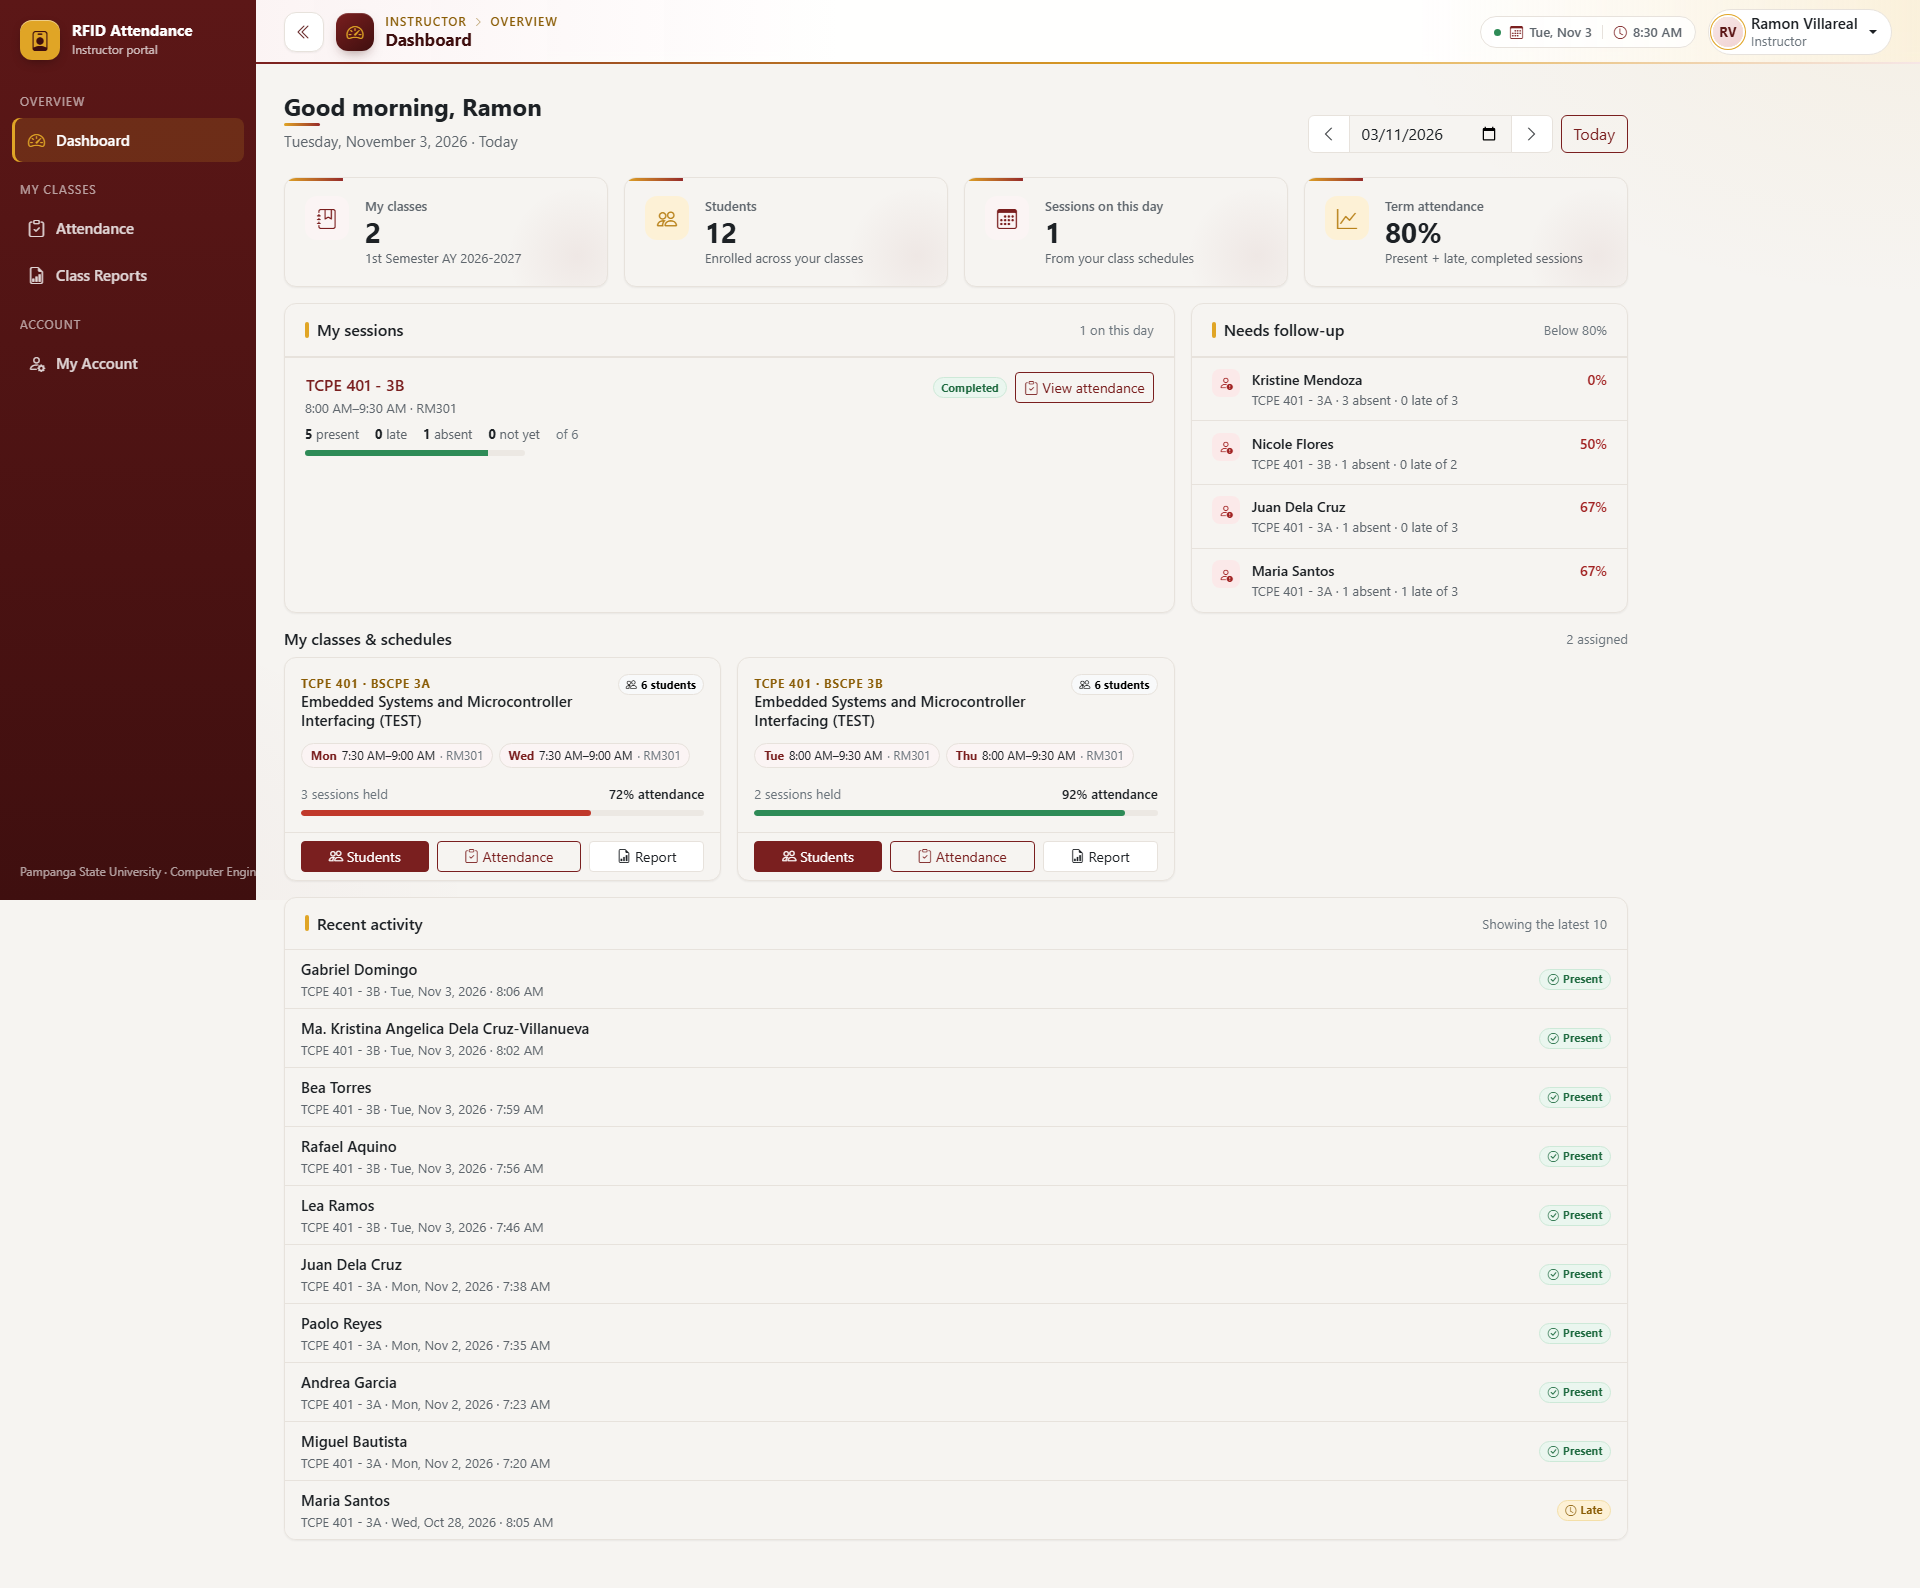 RFID Attendance
Instructor portal
OVERVIEW
Dashboard
MY CLASSES
Attendance
Class Reports
ACCOUNT
My Account
Pampanga State University · Computer Engin
INSTRUCTOR > OVERVIEW
Dashboard
Tue, Nov 3
8:30 AM
RV
Ramon Villareal
Instructor
Good morning, Ramon
Tuesday, November 3, 2026 · Today
03/11/2026
Today
My classes
2
1st Semester AY 2026-2027
Students
12
Enrolled across your classes
Sessions on this day
1
From your class schedules
Term attendance
80%
Present + late, completed sessions
My sessions
1 on this day
TCPE 401 - 3B
8:00 AM–9:30 AM · RM301
Completed
View attendance
5 present 0 late 1 absent 0 not yet of 6
Needs follow-up
Below 80%
Kristine Mendoza
0%
TCPE 401 - 3A · 3 absent · 0 late of 3
Nicole Flores
50%
TCPE 401 - 3B · 1 absent · 0 late of 2
Juan Dela Cruz
67%
TCPE 401 - 3A · 1 absent · 0 late of 3
Maria Santos
67%
TCPE 401 - 3A · 1 absent · 1 late of 3
My classes & schedules
2 assigned
TCPE 401 · BSCPE 3A
6 students
Embedded Systems and Microcontroller
Interfacing (TEST)
Mon 7:30 AM–9:00 AM · RM301
Wed 7:30 AM–9:00 AM · RM301
3 sessions held
72% attendance
Students
Attendance
Report
TCPE 401 · BSCPE 3B
6 students
Embedded Systems and Microcontroller
Interfacing (TEST)
Tue 8:00 AM–9:30 AM · RM301
Thu 8:00 AM–9:30 AM · RM301
2 sessions held
92% attendance
Students
Attendance
Report
Recent activity
Showing the latest 10
Gabriel Domingo
TCPE 401 - 3B · Tue, Nov 3, 2026 · 8:06 AM
Present
Ma. Kristina Angelica Dela Cruz-Villanueva
TCPE 401 - 3B · Tue, Nov 3, 2026 · 8:02 AM
Present
Bea Torres
TCPE 401 - 3B · Tue, Nov 3, 2026 · 7:59 AM
Present
Rafael Aquino
TCPE 401 - 3B · Tue, Nov 3, 2026 · 7:56 AM
Present
Lea Ramos
TCPE 401 - 3B · Tue, Nov 3, 2026 · 7:46 AM
Present
Juan Dela Cruz
TCPE 401 - 3A · Mon, Nov 2, 2026 · 7:38 AM
Present
Paolo Reyes
TCPE 401 - 3A · Mon, Nov 2, 2026 · 7:35 AM
Present
Andrea Garcia
TCPE 401 - 3A · Mon, Nov 2, 2026 · 7:23 AM
Present
Miguel Bautista
TCPE 401 - 3A · Mon, Nov 2, 2026 · 7:20 AM
Present
Maria Santos
TCPE 401 - 3A · Wed, Oct 28, 2026 · 8:05 AM
Late